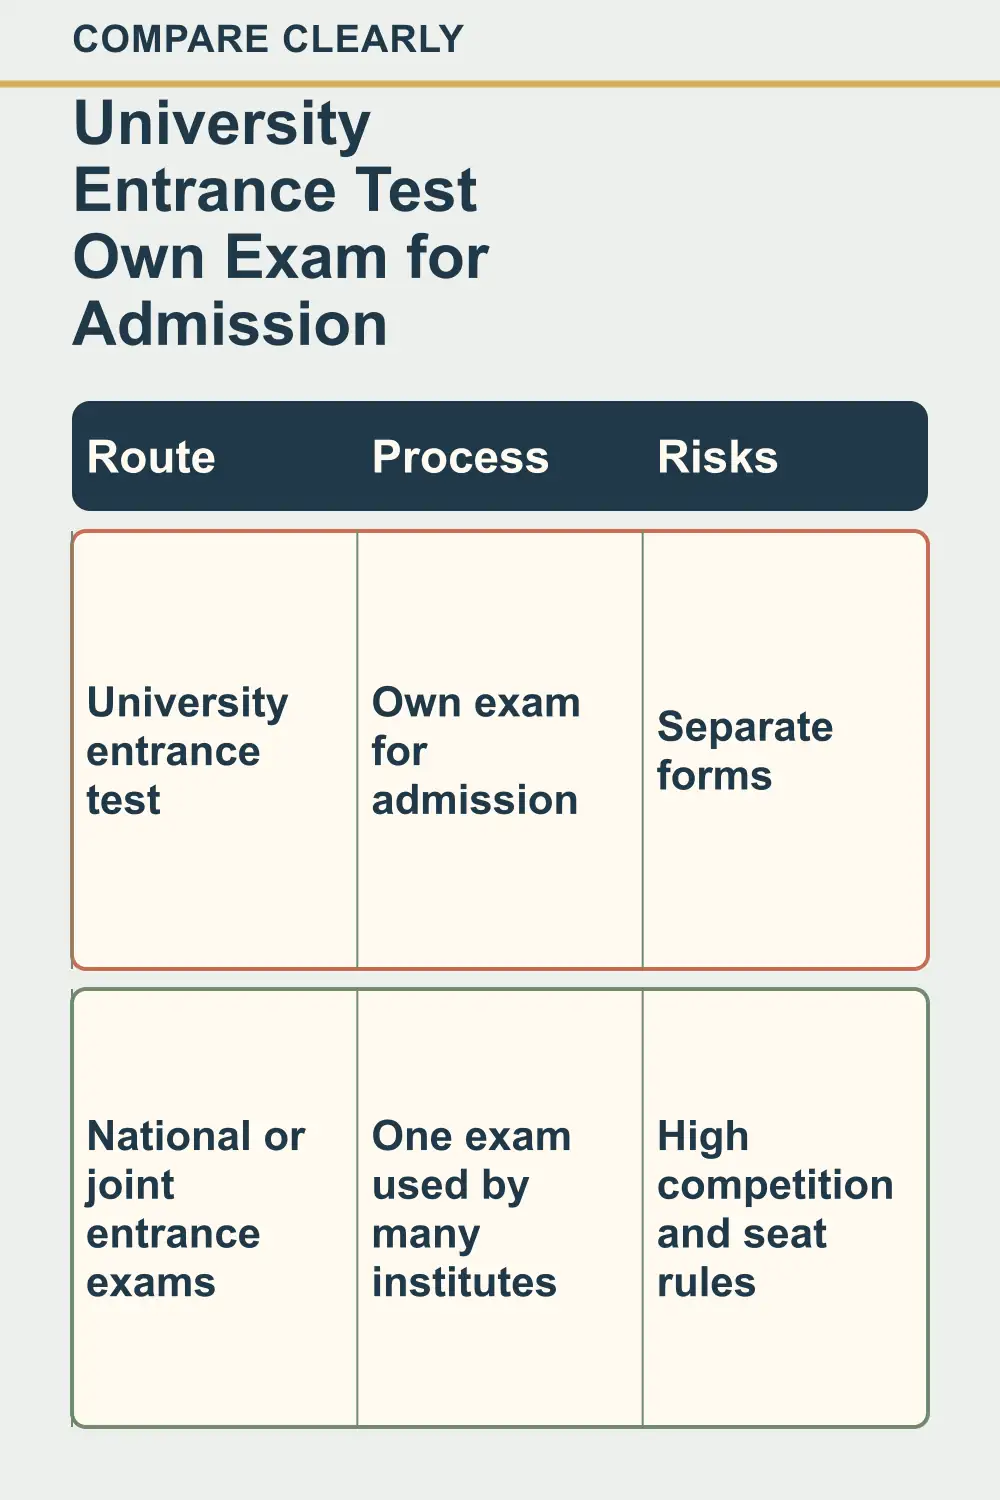 COMPARE CLEARLY
University
Entrance Test
Own Exam for
Admission
Route Process Risks
University
entrance
test
Own exam
for
admission
Separate
forms
National or
joint
entrance
exams
One exam
used by
many
institutes
High
competition
and seat
rules